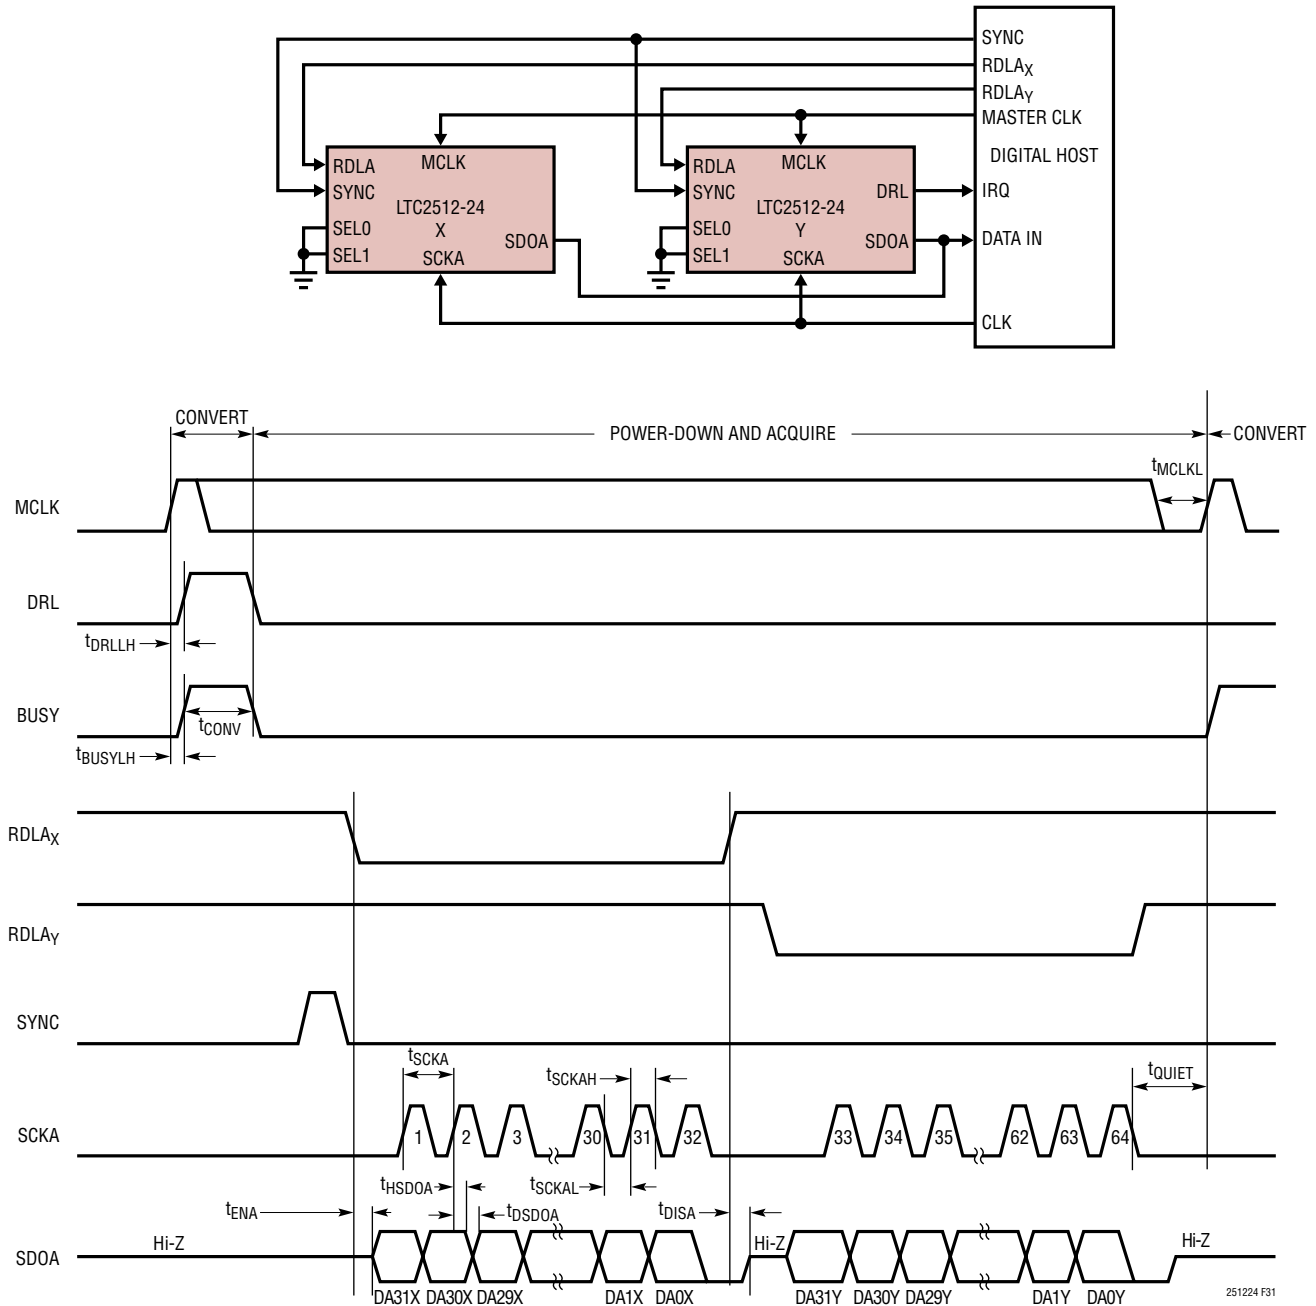 SYNC
RDLAX
RDLAY
MASTER CLK
DIGITAL HOST
IRQ
DATA IN
CLK
RDLA
MCLK
SYNC
LTC2512-24
SEL0
X
SDOA
SEL1
SCKA
RDLA
MCLK
SYNC
DRL
LTC2512-24
SEL0
Y
SDOA
SEL1
SCKA
CONVERT
POWER-DOWN AND ACQUIRE
CONVERT
tMCLKL
MCLK
DRL
tDRLLH
BUSY
tCONV
tBUSYLH
RDLAX
RDLAY
SYNC
tSCKA
tSCKAH
tQUIET
SCKA
1 2 3 30 31 32 33 34 35 62 63 64
tHSDOA
tSCKAL
tENA
tDSDOA
tDISA
SDOA
Hi-Z
Hi-Z
Hi-Z
DA31X DA30X DA29X DA1X DA0X DA31Y DA30Y DA29Y DA1Y DA0Y
251224 F31